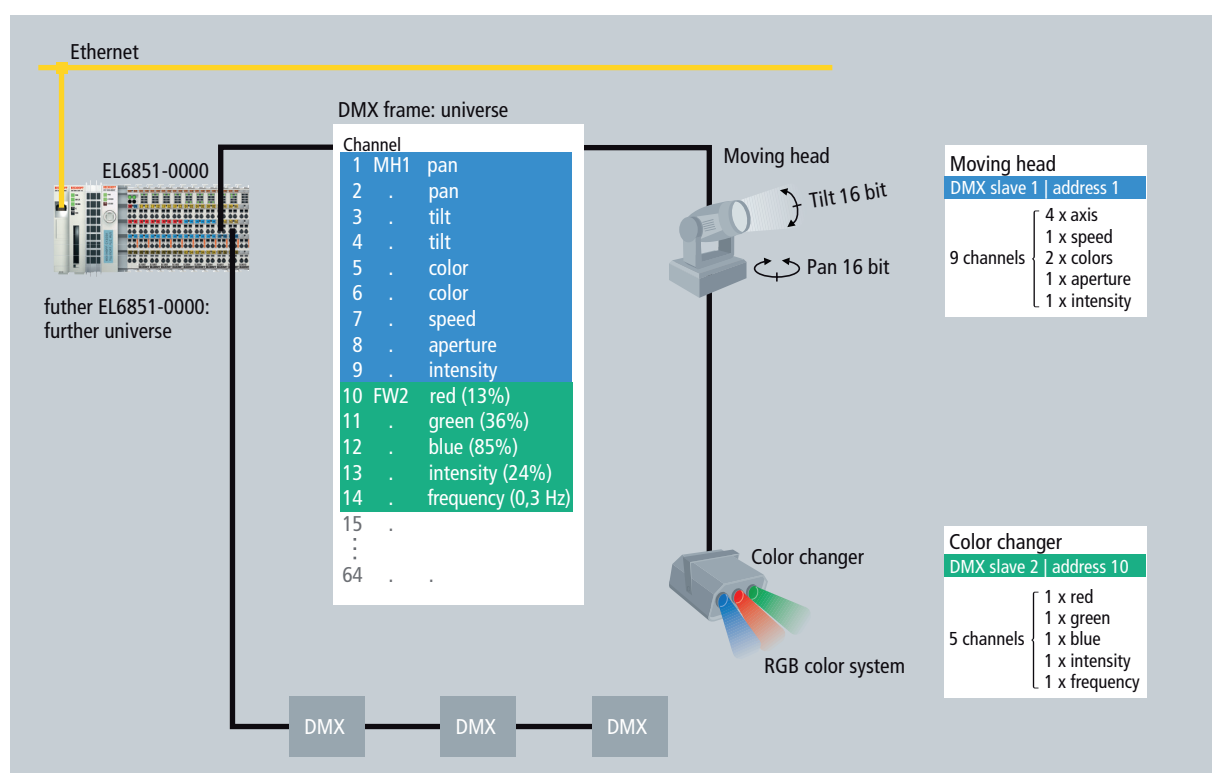 Ethernet
EL6851-0000
futher EL6851-0000:
further universe
DMX frame: universe
Channel
1 MH1 pan
2 . pan
3 . tilt
4 . tilt
5 . color
6 . color
7 . speed
8 . aperture
9 . intensity
10 FW2 red (13%)
11 . green (36%)
12 . blue (85%)
13 . intensity (24%)
14 . frequency (0,3 Hz)
15 .
⋮
64 . .
Moving head
Tilt 16 bit
Pan 16 bit
Moving head
DMX slave 1 | address 1
9 channels
4 x axis
1 x speed
2 x colors
1 x aperture
1 x intensity
Color changer
RGB color system
Color changer
DMX slave 2 | address 10
5 channels
1 x red
1 x green
1 x blue
1 x intensity
1 x frequency
DMX DMX DMX